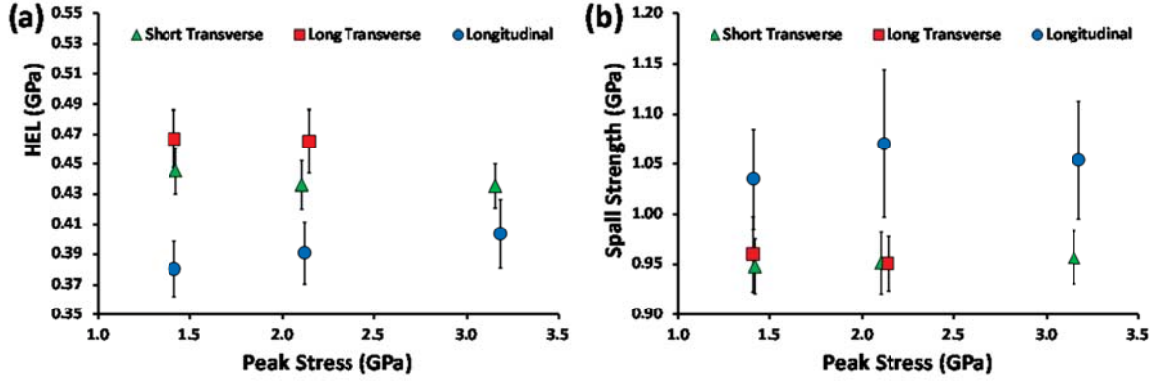 (a)
Short Transverse Long Transverse Longitudinal
HEL (GPa)
0.55
0.53
0.51
0.49
0.47
0.45
0.43
0.41
0.39
0.37
0.35
1.0 1.5 2.0 2.5 3.0 3.5
Peak Stress (GPa)
(b)
Short Transverse Long Transverse Longitudinal
Spall Strength (GPa)
1.20
1.15
1.10
1.05
1.00
0.95
0.90
1.0 1.5 2.0 2.5 3.0 3.5
Peak Stress (GPa)